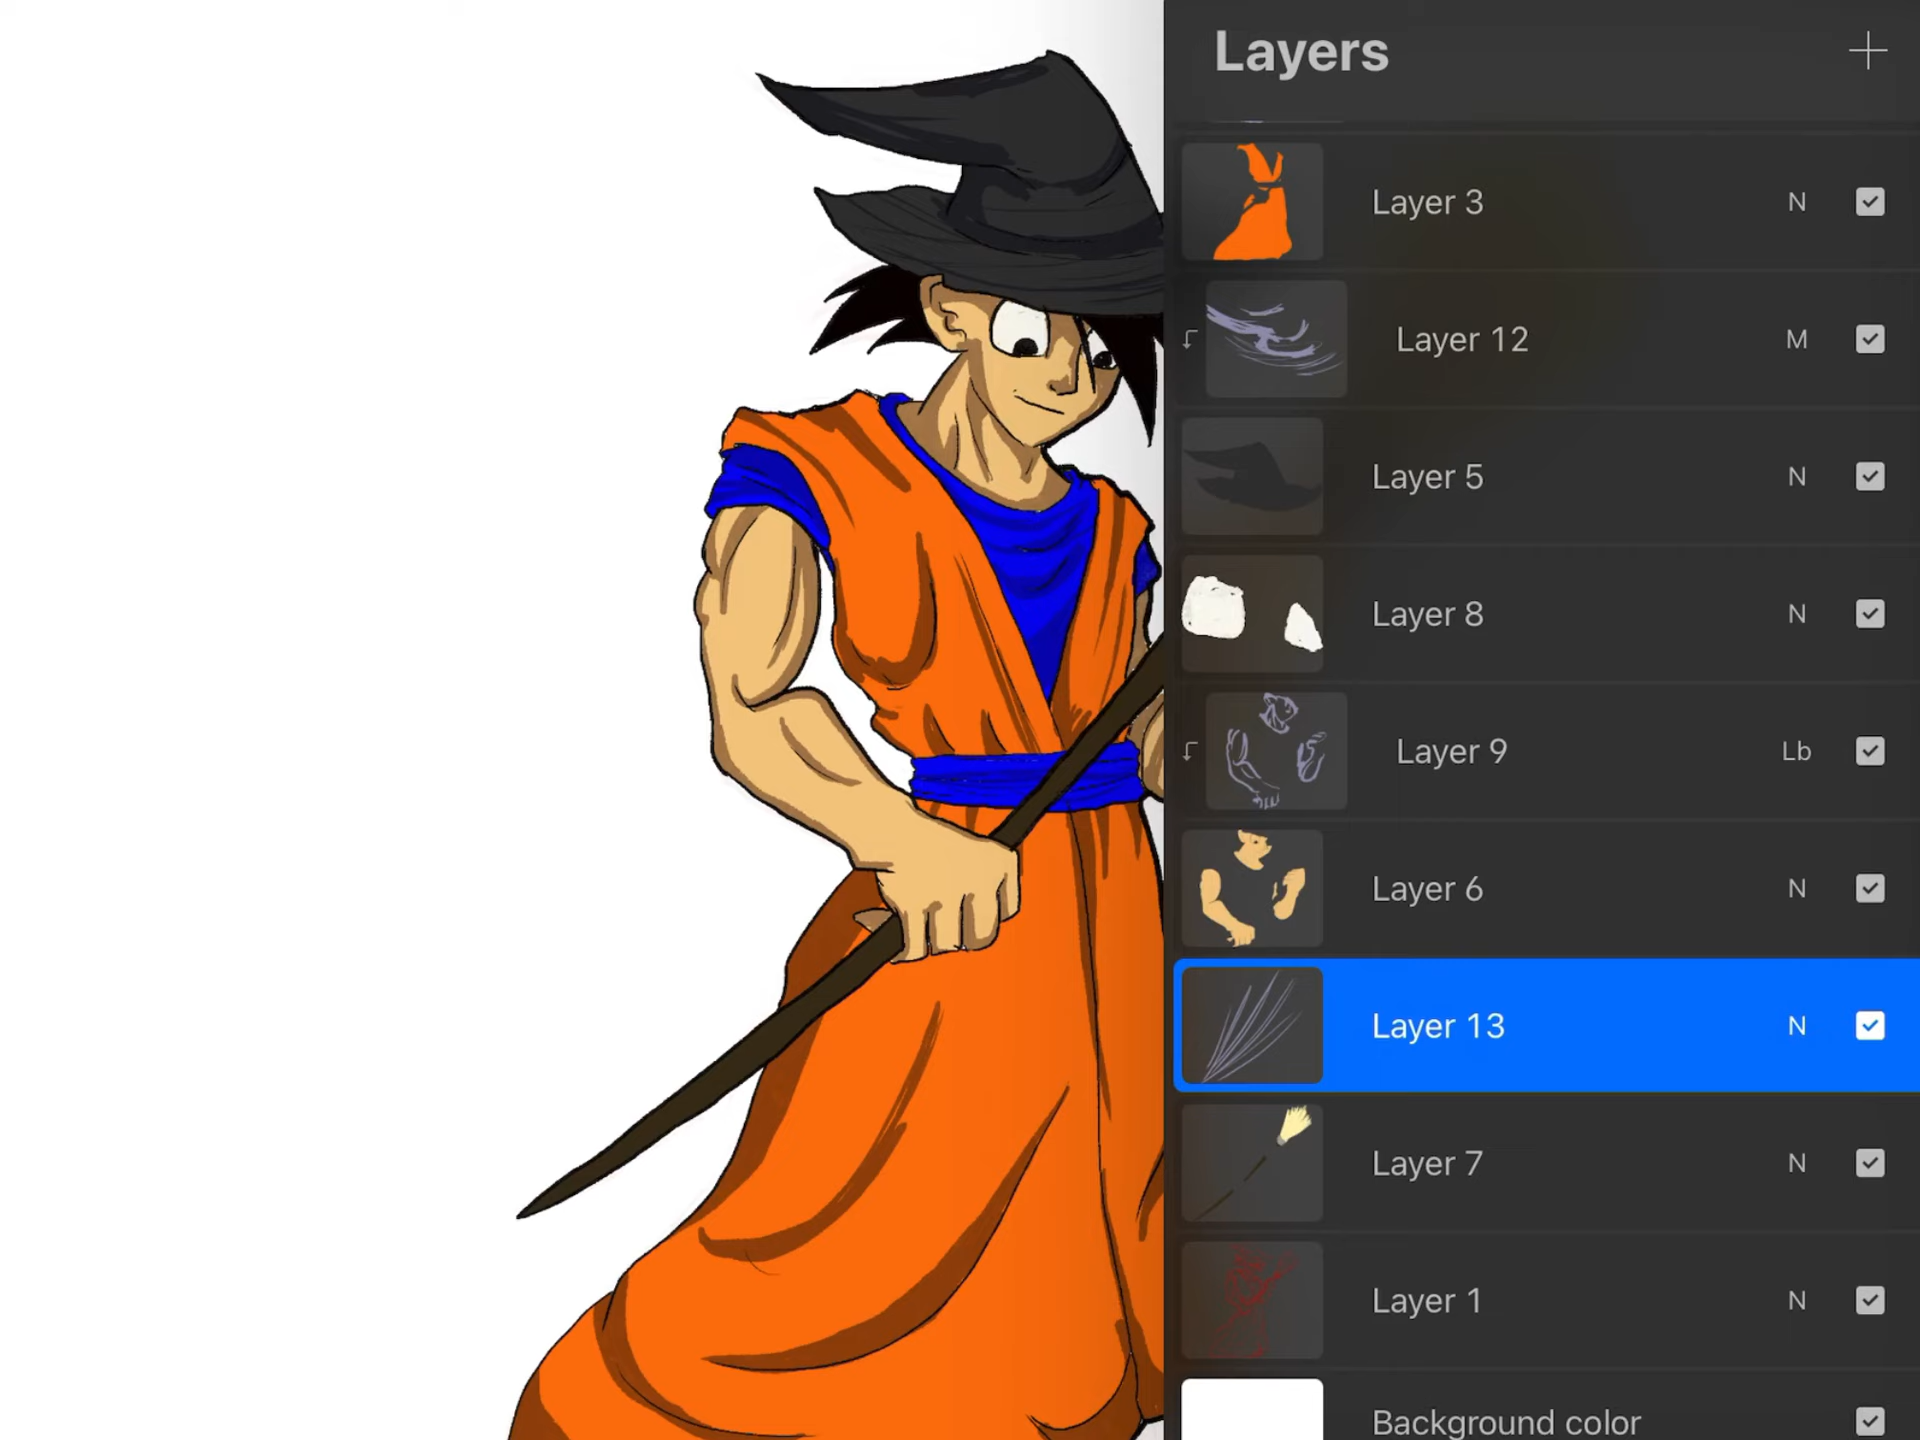 Layers
Layer 3 N
Layer 12 M
Layer 5 N
Layer 8 N
Layer 9 Lb
Layer 6 N
Layer 13 N
Layer 7 N
Layer 1 N
Background color